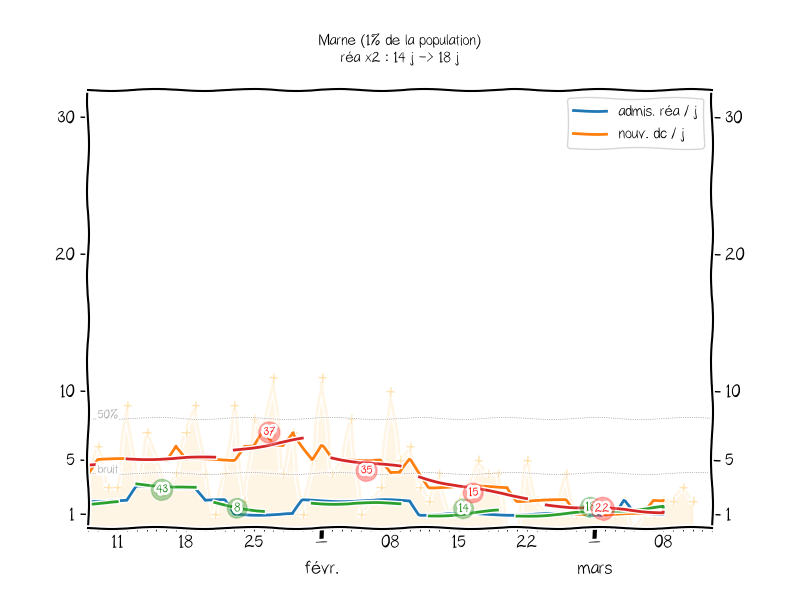 Marne (1% de la population)
réa x2 : 14 j -> 18 j
admis. réa / j
nouv. dc / j
30 30
20 20
10 10
50%
5 5
bruit
1 1
37
35
43
8
15
14
22
11 18 25 1 08 15 22 1 08
févr. mars